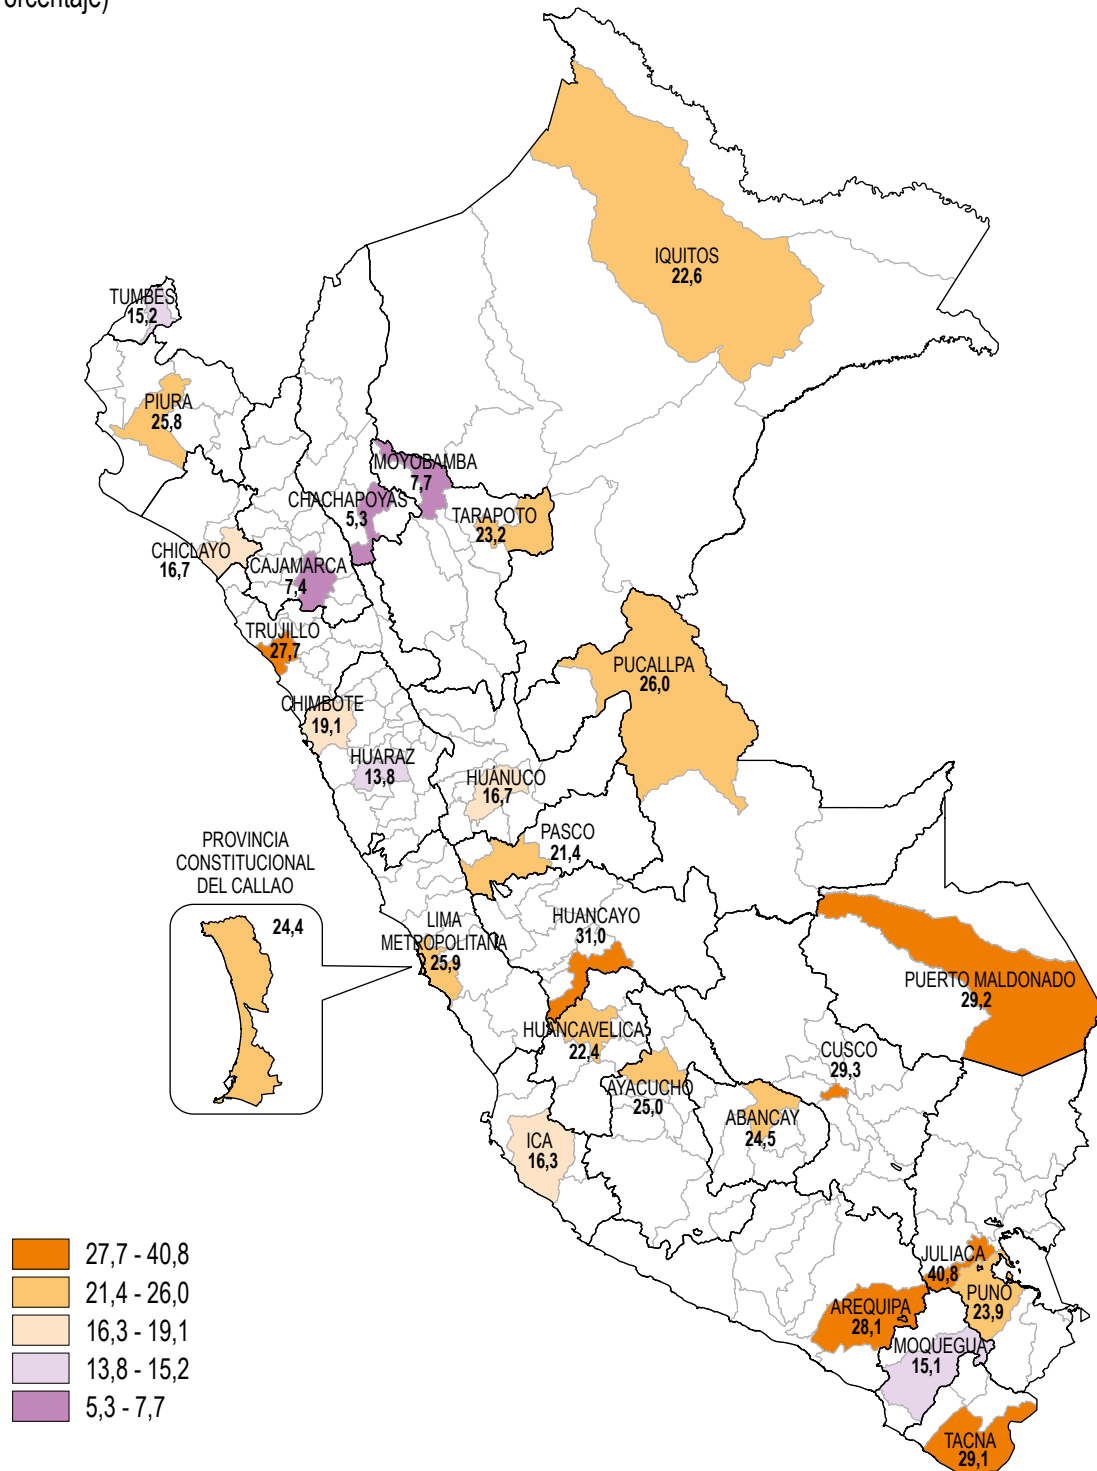 orcentaje)
IQUITOS
22,6
TUMBES
15,2
PIURA
25,8
MOYOBAMBA
7,7
CHACHAPOYAS
5,3
TARAPOTO
23,2
CHICLAYO
16,7
CAJAMARCA
7,4
TRUJILLO
27,7
PUCALLPA
26,0
CHIMBOTE
19,1
HUARAZ
13,8
HUÁNUCO
16,7
PASCO
21,4
PROVINCIA
CONSTITUCIONAL
DEL CALLAO
24,4
LIMA
METROPOLITANA
25,9
HUANCAYO
31,0
PUERTO MALDONADO
29,2
HUANCAVELICA
22,4
CUSCO
29,3
AYACUCHO
25,0
ABANCAY
24,5
ICA
16,3
JULIACA
40,8
PUNO
23,9
AREQUIPA
28,1
MOQUEGUA
15,1
TACNA
29,1
27,7 - 40,8
21,4 - 26,0
16,3 - 19,1
13,8 - 15,2
5,3 - 7,7